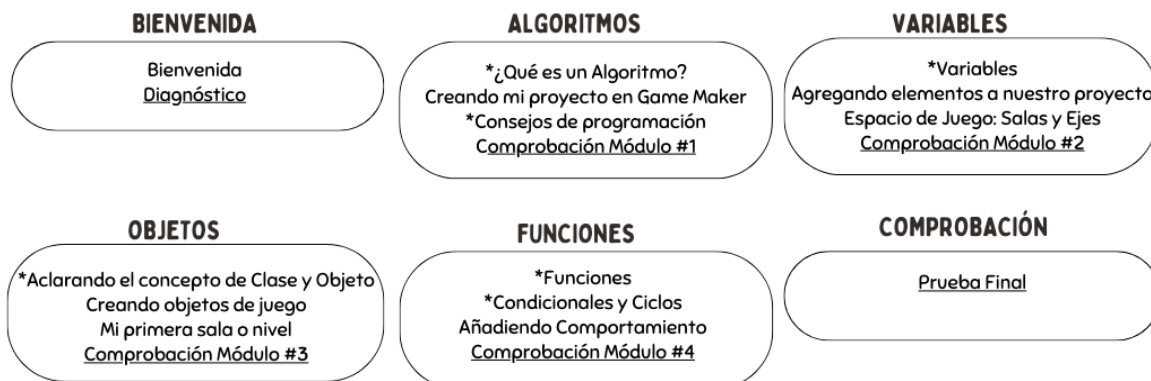 BIENVENIDA
Bienvenida
Diagnóstico
ALGORITMOS
*¿Qué es un Algoritmo?
Creando mi proyecto en Game Maker
*Consejos de programación
Comprobación Módulo #1
VARIABLES
*Variables
Agregando elementos a nuestro proyecto
Espacio de Juego: Salas y Ejes
Comprobación Módulo #2
OBJETOS
*Aclarando el concepto de Clase y Objeto
Creando objetos de juego
Mi primera sala o nivel
Comprobación Módulo #3
FUNCIONES
*Funciones
*Condicionales y Ciclos
Añadiendo Comportamiento
Comprobación Módulo #4
COMPROBACIÓN
Prueba Final